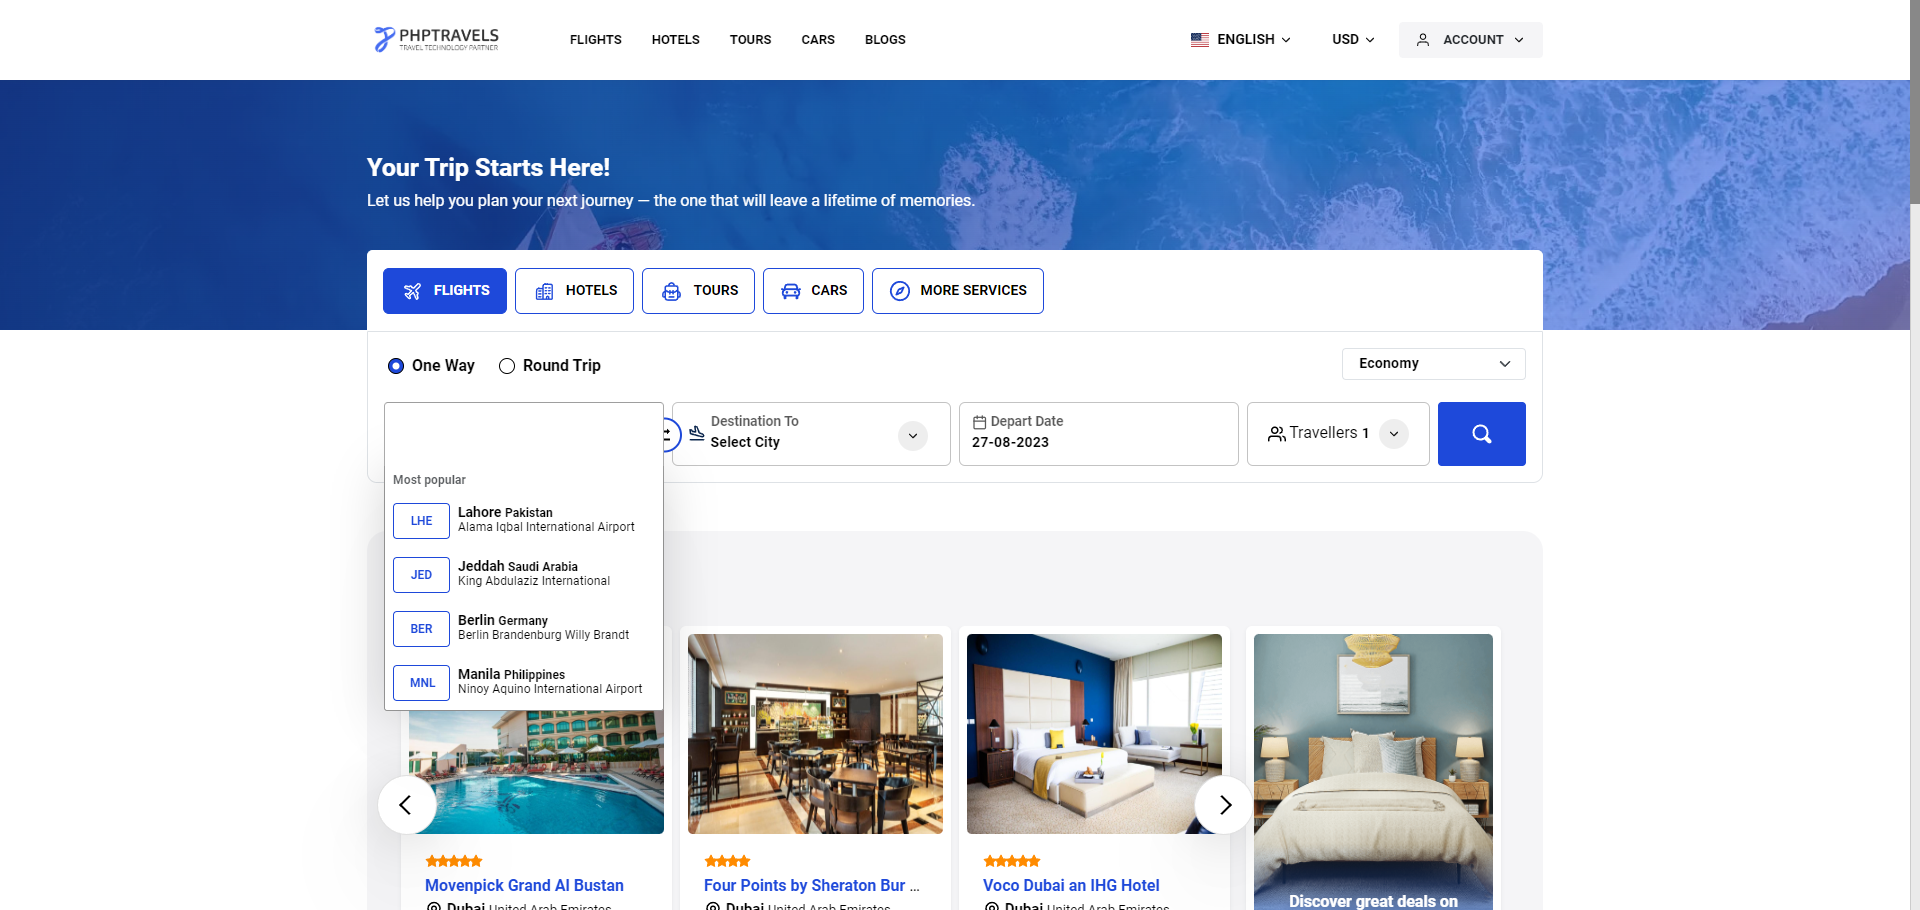 PHPTRAVELS
TRAVEL TECHNOLOGY PARTNER
FLIGHTS
HOTELS
TOURS
CARS
BLOGS
ENGLISH
USD
ACCOUNT
Your Trip Starts Here!
Let us help you plan your next journey — the one that will leave a lifetime of memories.
FLIGHTS
HOTELS
TOURS
CARS
MORE SERVICES
One Way
Round Trip
Economy
Destination To
Select City
Depart Date
27-08-2023
Travellers 1
Most popular
LHE
Lahore Pakistan
Alama Iqbal International Airport
JED
Jeddah Saudi Arabia
King Abdulaziz International
BER
Berlin Germany
Berlin Brandenburg Willy Brandt
MNL
Manila Philippines
Ninoy Aquino International Airport
Movenpick Grand Al Bustan
Dubai United Arab Emirates
Four Points by Sheraton Bur ...
Dubai United Arab Emirates
Voco Dubai an IHG Hotel
Dubai United Arab Emirates
Discover great deals on